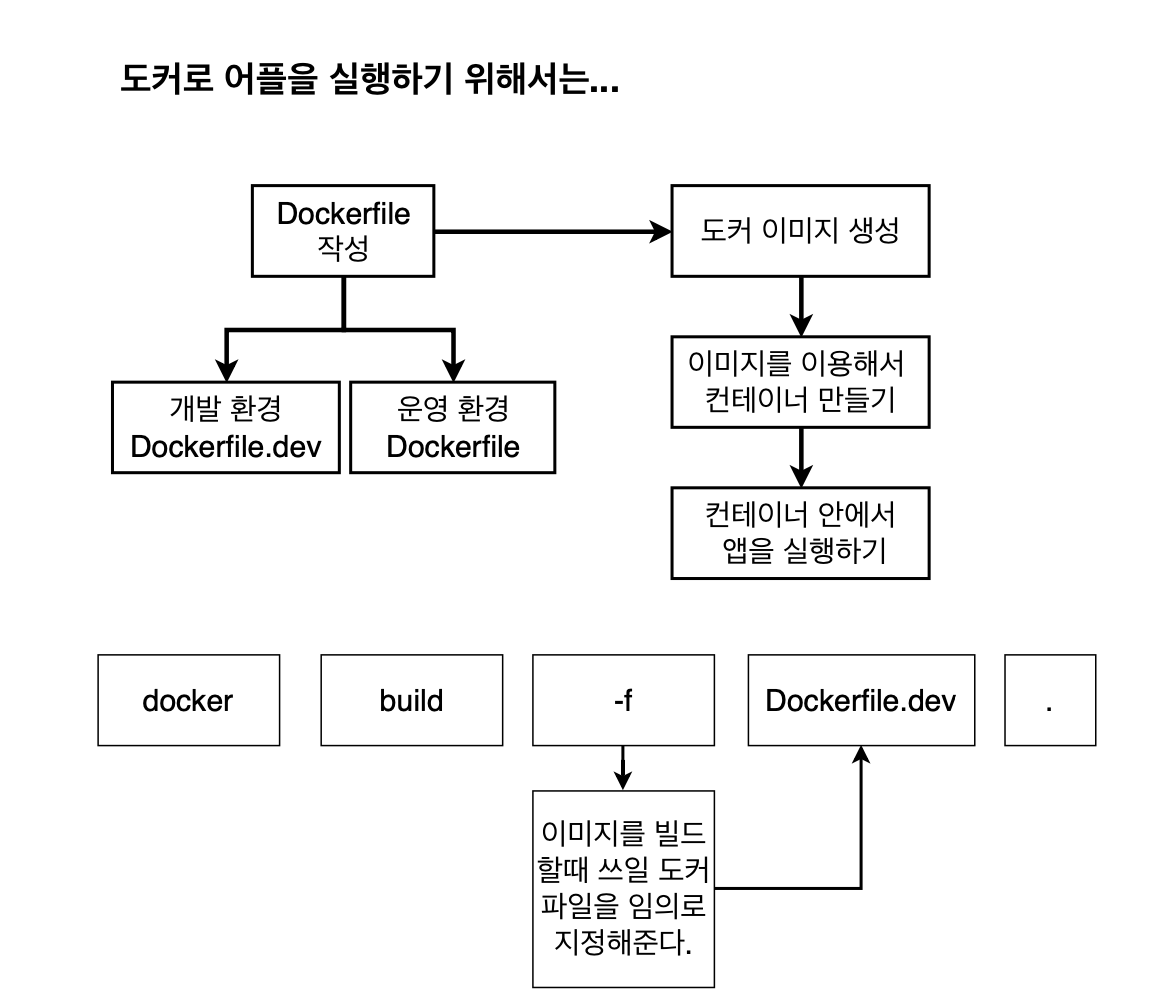 도커로 어플을 실행하기 위해서는...
Dockerfile
작성
도커 이미지 생성
개발 환경
Dockerfile.dev
운영 환경
Dockerfile
이미지를 이용해서
컨테이너 만들기
컨테이너 안에서
앱을 실행하기
docker
build
-f
Dockerfile.dev
.
이미지를 빌드
할때 쓰일 도커
파일을 임의로
지정해준다.